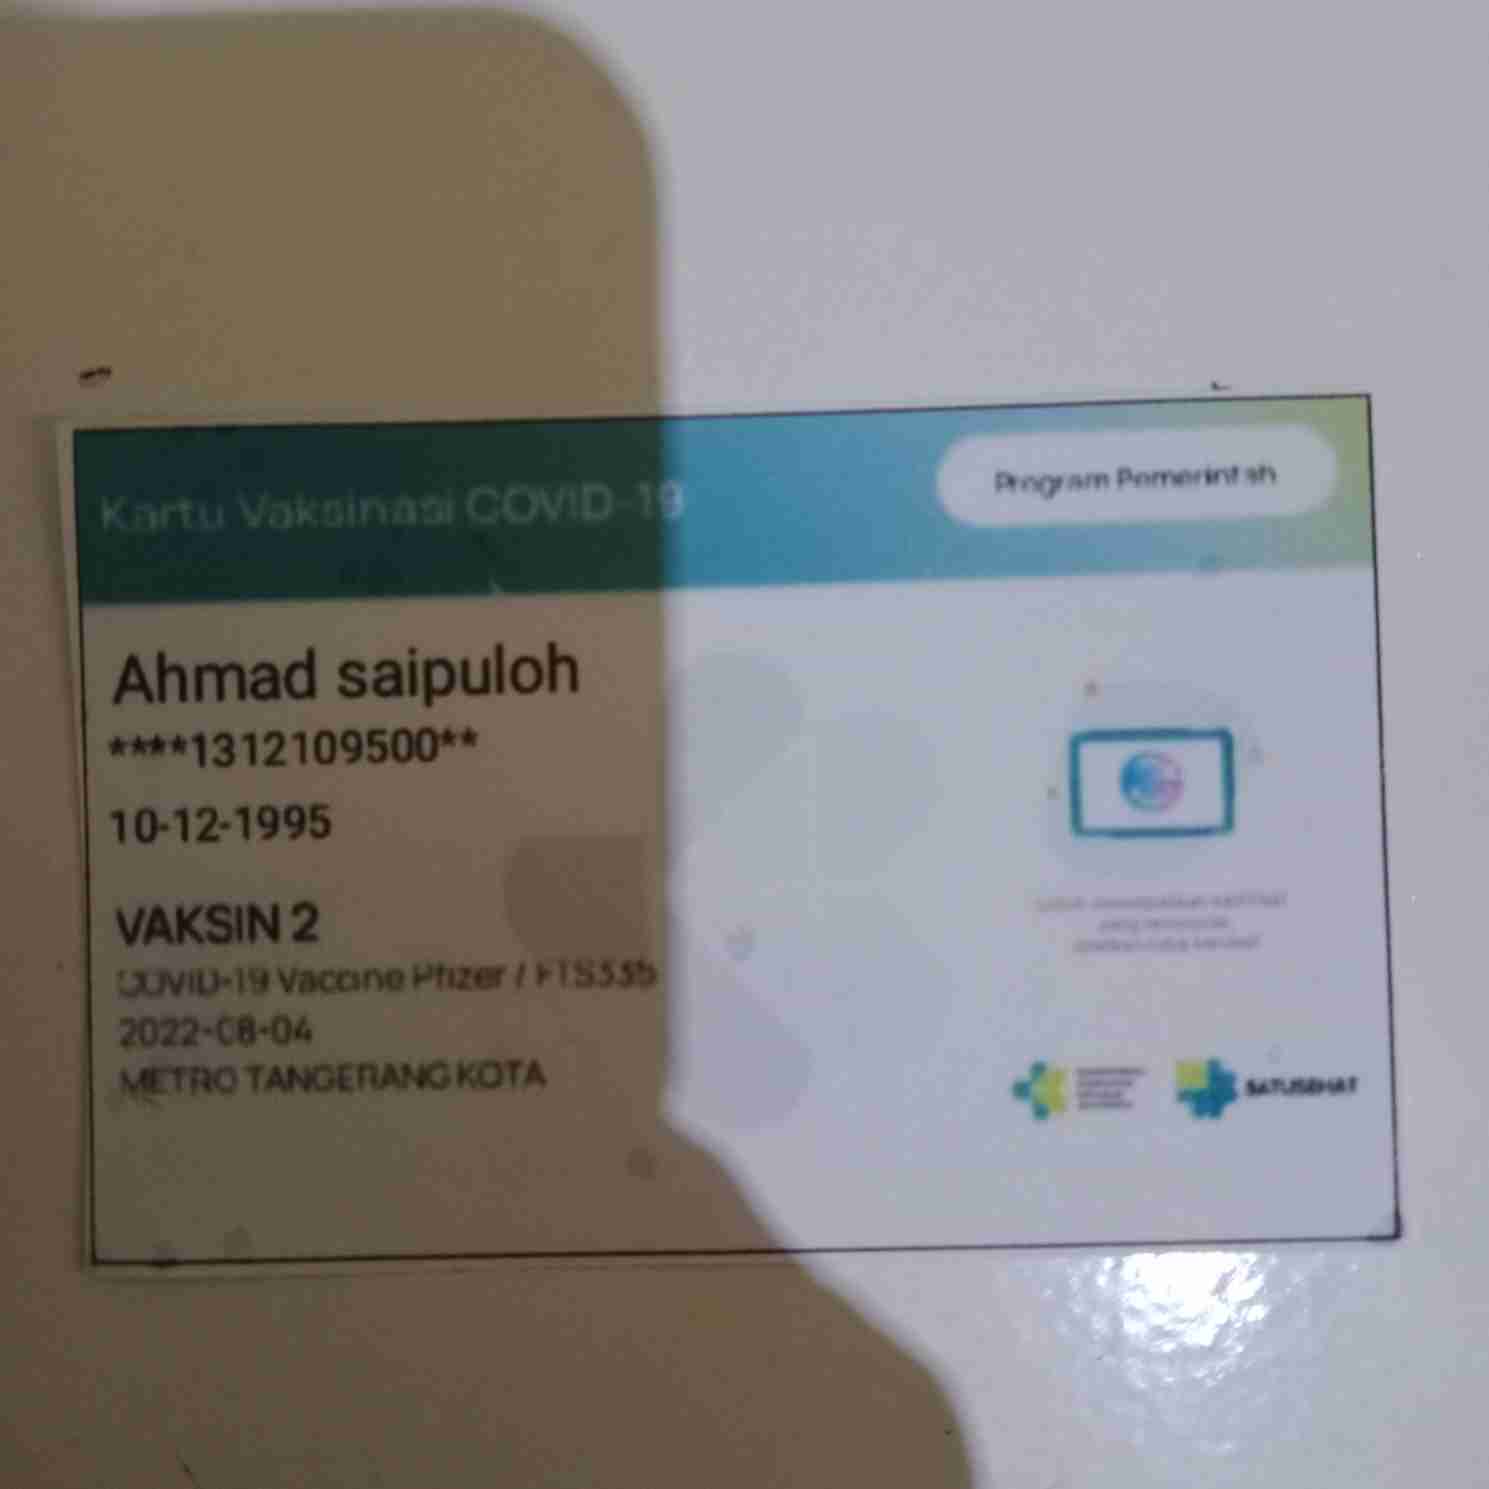 Kartu Vaksinasi COVID-19
Program Pemerintah
Ahmad saipuloh
****1312109500**
10-12-1995
VAKSIN 2
COVID-19 Vaccine Pfizer /
2022-08-04
METRO TANGERANG KOTA
SATUSEHAT